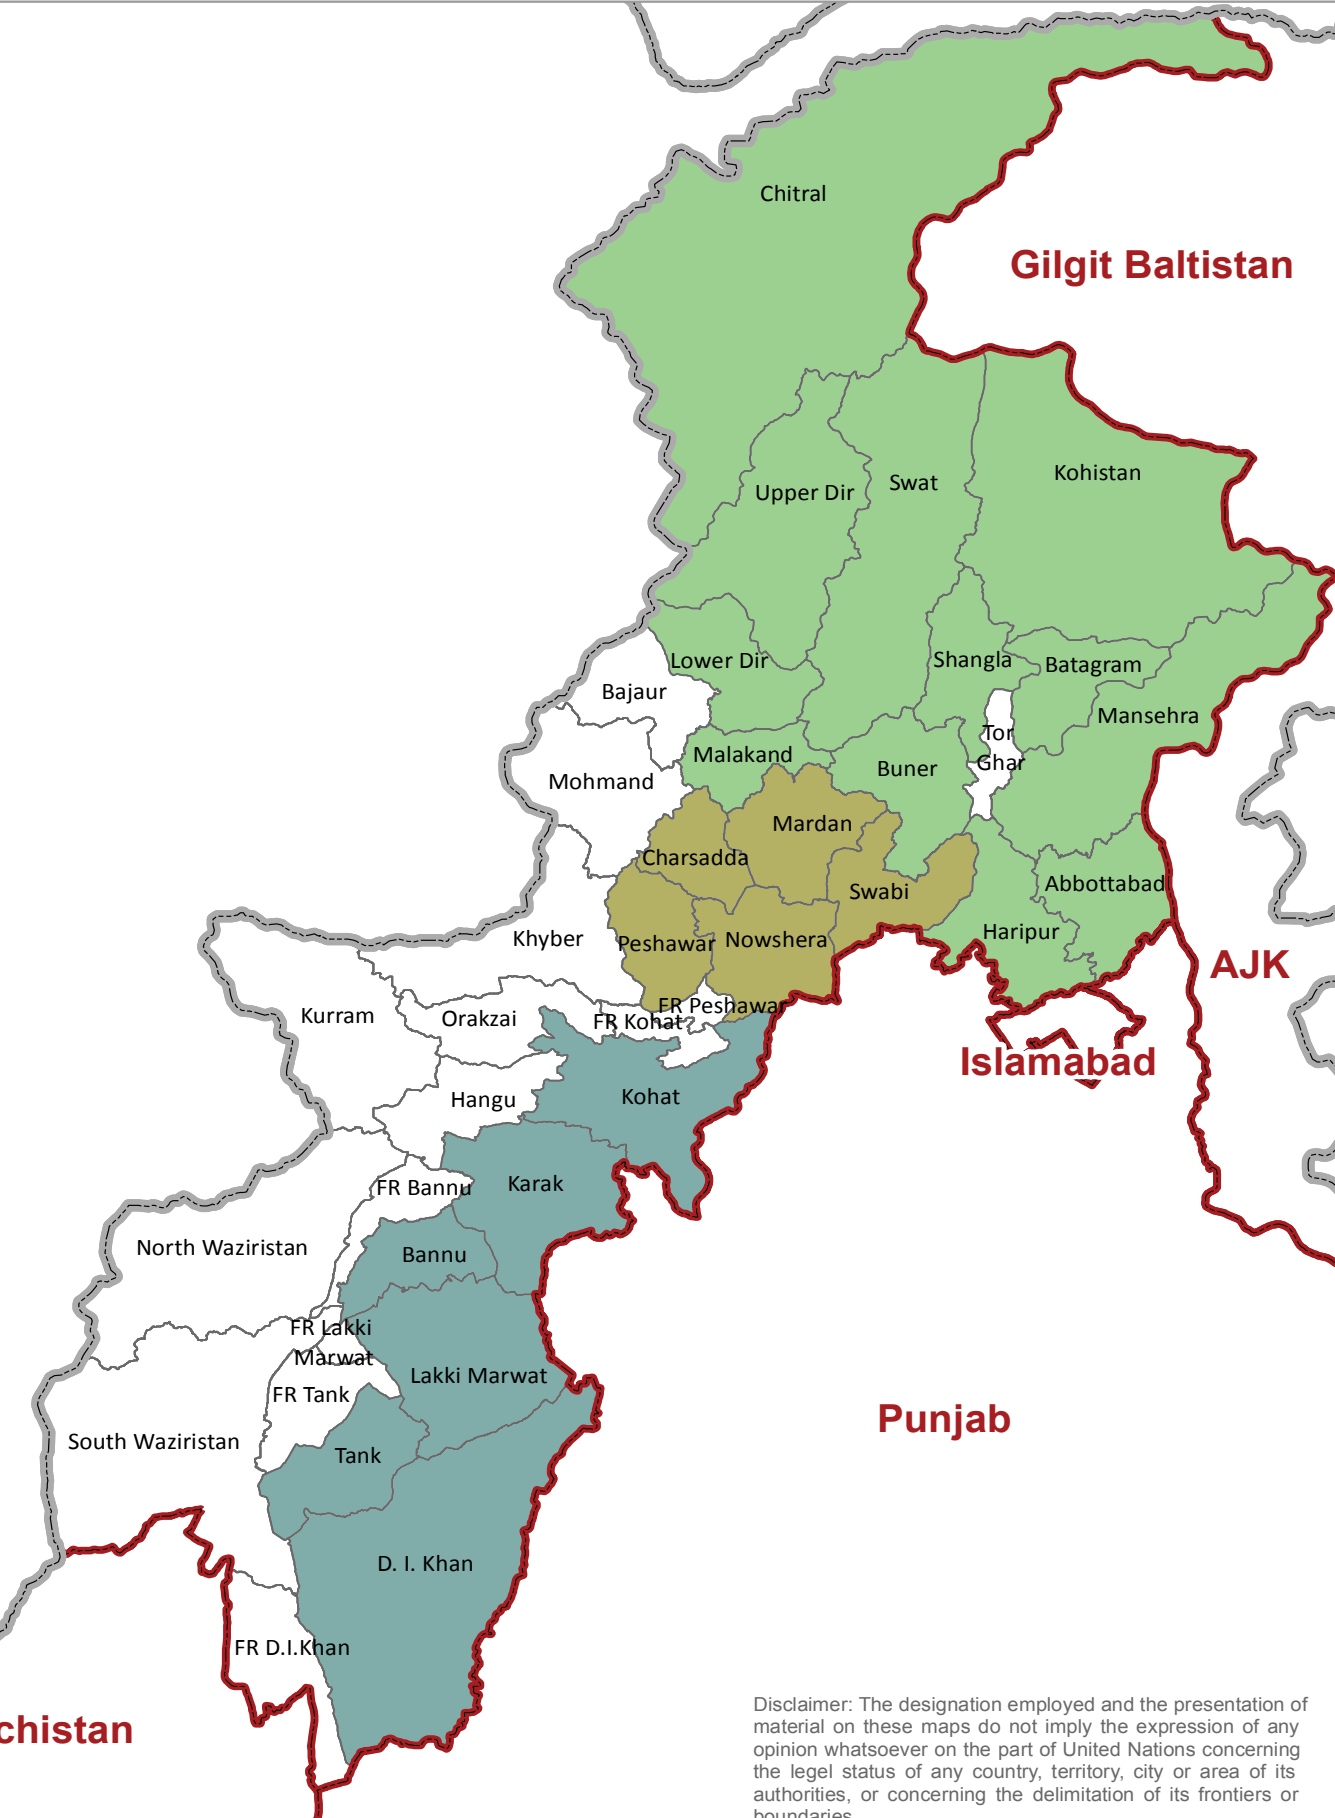 Chitral
Gilgit Baltistan
Kohistan
Swat
Upper Dir
Lower Dir
Shangla
Batagram
Bajaur
Mansehra
Tor
Ghar
Malakand
Buner
Mohmand
Mardan
Charsadda
Abbottabad
Swabi
Haripur
Khyber
Peshawar
Nowshera
AJK
FR Peshawar
Kurram
Orakzai
FR Kohat
Islamabad
Hangu
Kohat
FR Bannu
Karak
North Waziristan
Bannu
FR Lakki
Marwat
Lakki Marwat
FR Tank
Punjab
South Waziristan
Tank
D. I. Khan
FR D.I.Khan
chistan
Disclaimer: The designation employed and the presentation of
material on these maps do not imply the expression of any
opinion whatsoever on the part of United Nations concerning
the legel status of any country, territory, city or area of its
authorities, or concerning the delimitation of its frontiers or
boundaries